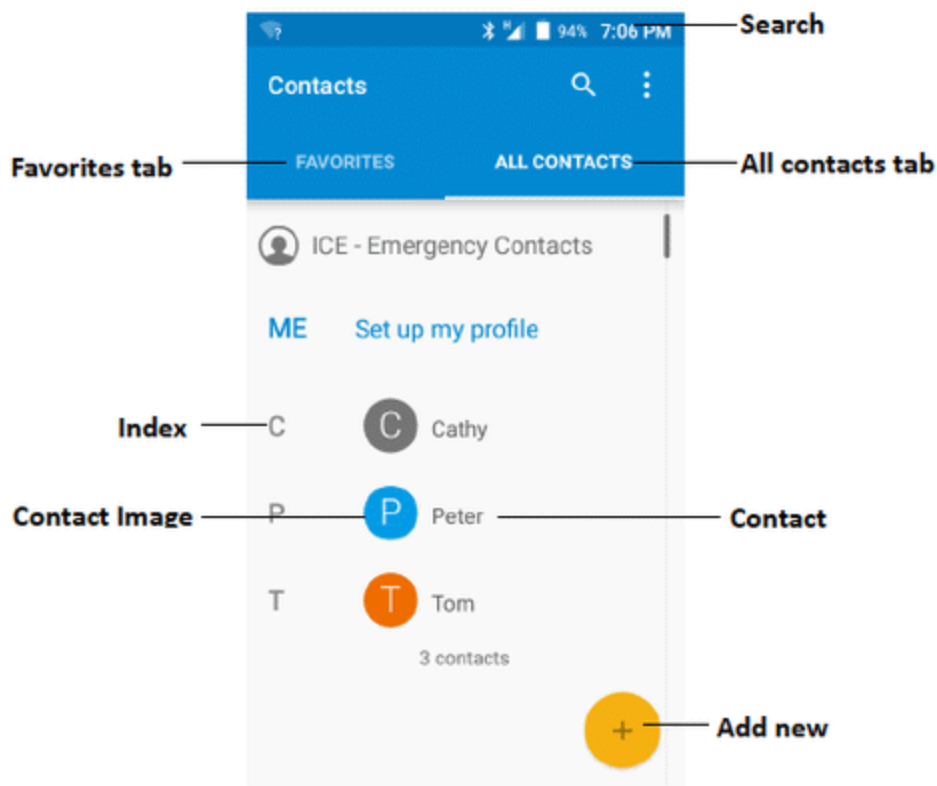 94% 7:06 PM Search
Contacts
Favorites tab FAVORITES ALL CONTACTS All contacts tab
ICE - Emergency Contacts
ME Set up my profile
Index C C Cathy
Contact Image P P Peter Contact
T T Tom
3 contacts
+ Add new